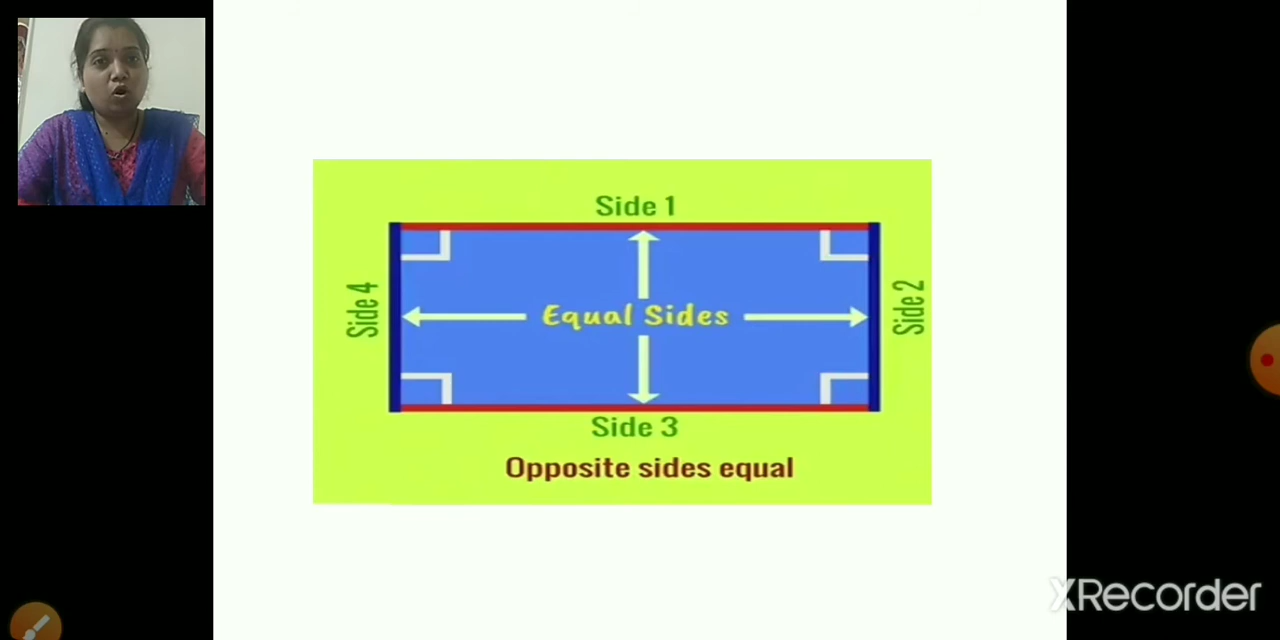 Side 1
Side 4
Equal Sides
Side 2
Side 3
Opposite sides equal
XRecorder